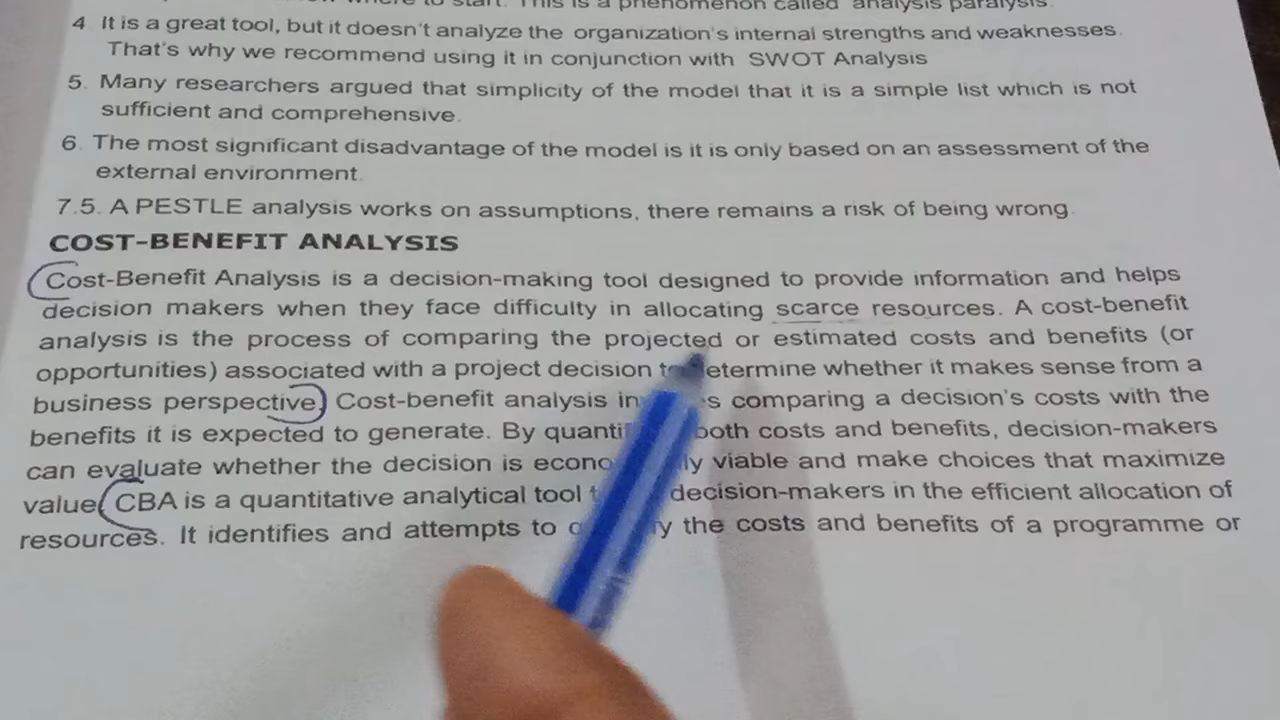 to start. This is a phenomenon called analysis paralysis.
4. It is a great tool, but it doesn't analyze the organization's internal strengths and weaknesses.
That's why we recommend using it in conjunction with SWOT Analysis
5. Many researchers argued that simplicity of the model that it is a simple list which is not
sufficient and comprehensive.
6. The most significant disadvantage of the model is it is only based on an assessment of the
external environment.
7.5. A PESTLE analysis works on assumptions, there remains a risk of being wrong.
COST-BENEFIT ANALYSIS
Cost-Benefit Analysis is a decision-making tool designed to provide information and helps
decision makers when they face difficulty in allocating scarce resources. A cost-benefit
analysis is the process of comparing the projected or estimated costs and benefits (or
opportunities) associated with a project decision to determine whether it makes sense from a
business perspective. Cost-benefit analysis comparing a decision's costs with the
benefits it is expected to generate. By both costs and benefits, decision-makers
can evaluate whether the decision is viable and make choices that maximize
value. CBA is a quantitative analytical tool decision-makers in the efficient allocation of
resources. It identifies and attempts to the costs and benefits of a programme or